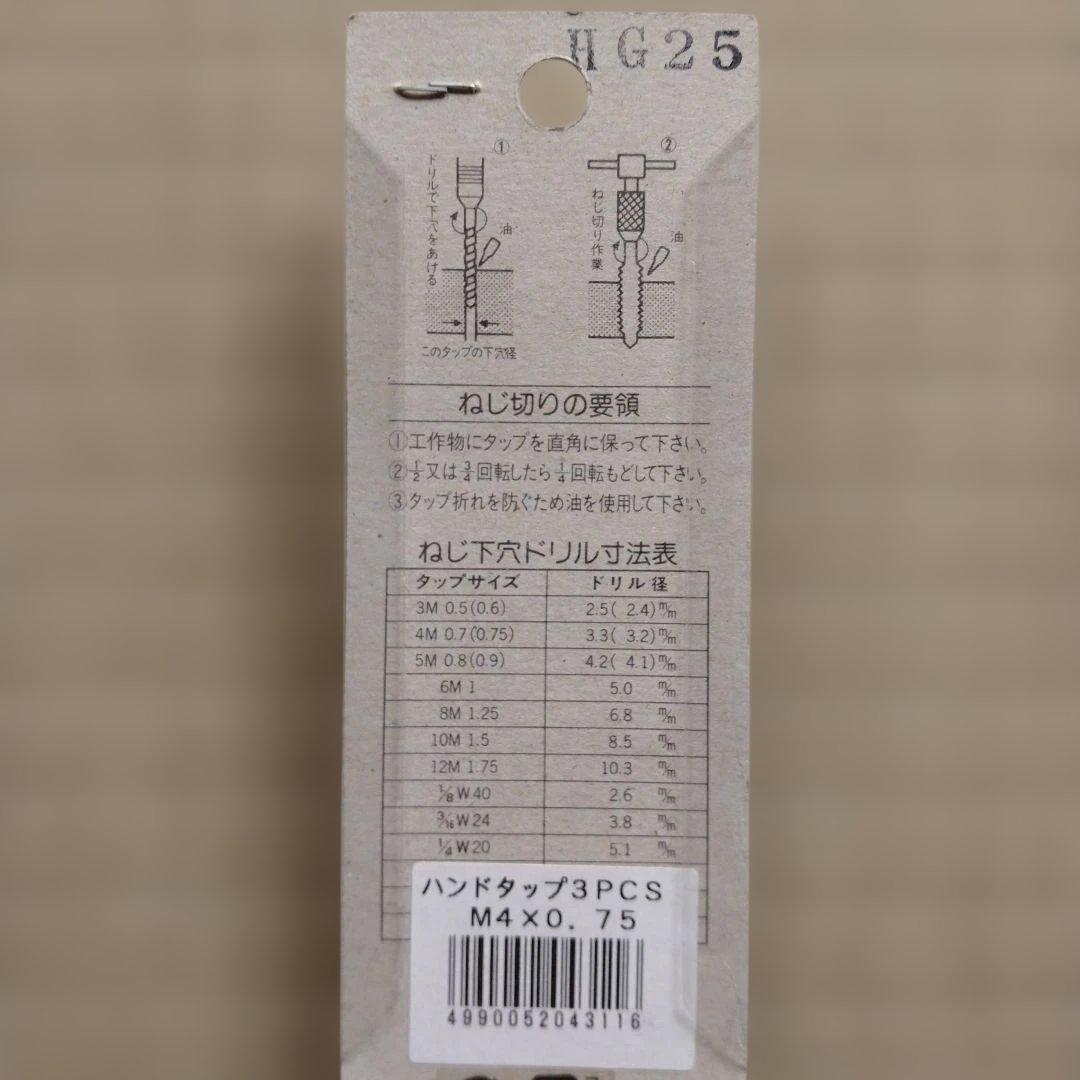 HG25
①
ドリルで下穴をあける
油
このタップの下穴径
②
ねじ切り作業
油
ねじ切りの要領
①工作物にタップを直角に保って下さい。
②1/2又は3/4回転したら1/4回転もどして下さい。
③タップ折れを防ぐため油を使用して下さい。
ねじ下穴ドリル寸法表
タップサイズ ドリル径
3M 0.5(0.6) 2.5( 2.4)m/m
4M 0.7(0.75) 3.3( 3.2)m/m
5M 0.8(0.9) 4.2( 4.1)m/m
6M 1 5.0 m/m
8M 1.25 6.8 m/m
10M 1.5 8.5 m/m
12M 1.75 10.3 m/m
1/8 W 40 2.6 m/m
3/16 W 24 3.8 m/m
1/4 W 20 5.1 m/m
ハンドタップ3PCS
M4×0.75
4990052043116